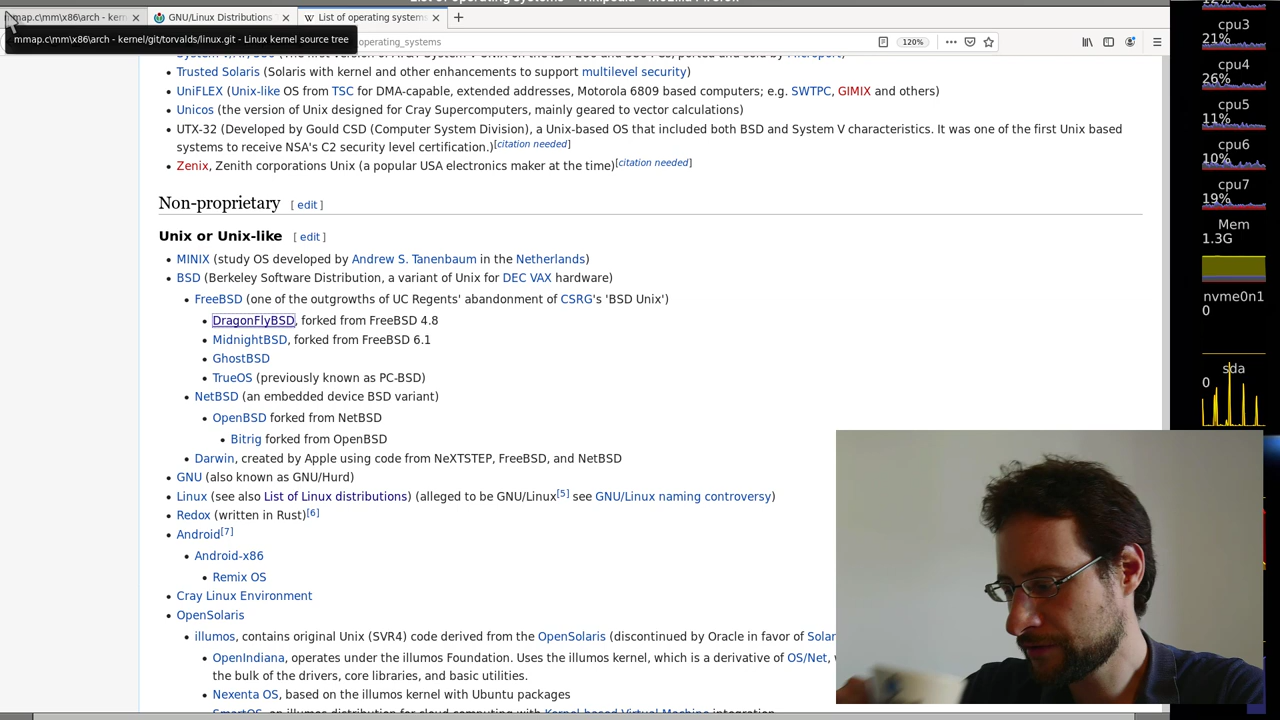 mmap.c\mm\x86\arch - kern
GNU/Linux Distributions
List of operating systems
mmap.c\mm\x86\arch - kernel/git/torvalds/linux.git - Linux kernel source tree
operating_systems
120%
Trusted Solaris (Solaris with kernel and other enhancements to support multilevel security)
UniFLEX (Unix-like OS from TSC for DMA-capable, extended addresses, Motorola 6809 based computers; e.g. SWTPC, GIMIX and others)
Unicos (the version of Unix designed for Cray Supercomputers, mainly geared to vector calculations)
UTX-32 (Developed by Gould CSD (Computer System Division), a Unix-based OS that included both BSD and System V characteristics. It was one of the first Unix based
systems to receive NSA's C2 security level certification.)[citation needed]
Zenix, Zenith corporations Unix (a popular USA electronics maker at the time)[citation needed]
Non-proprietary [ edit ]
Unix or Unix-like [ edit ]
MINIX (study OS developed by Andrew S. Tanenbaum in the Netherlands)
BSD (Berkeley Software Distribution, a variant of Unix for DEC VAX hardware)
FreeBSD (one of the outgrowths of UC Regents' abandonment of CSRG's 'BSD Unix')
DragonFlyBSD, forked from FreeBSD 4.8
MidnightBSD, forked from FreeBSD 6.1
GhostBSD
TrueOS (previously known as PC-BSD)
NetBSD (an embedded device BSD variant)
OpenBSD forked from NetBSD
Bitrig forked from OpenBSD
Darwin, created by Apple using code from NeXTSTEP, FreeBSD, and NetBSD
GNU (also known as GNU/Hurd)
Linux (see also List of Linux distributions) (alleged to be GNU/Linux[5] see GNU/Linux naming controversy)
Redox (written in Rust)[6]
Android[7]
Android-x86
Remix OS
Cray Linux Environment
OpenSolaris
illumos, contains original Unix (SVR4) code derived from the OpenSolaris (discontinued by Oracle in favor of Solar
OpenIndiana, operates under the illumos Foundation. Uses the illumos kernel, which is a derivative of OS/Net,
the bulk of the drivers, core libraries, and basic utilities.
Nexenta OS, based on the illumos kernel with Ubuntu packages
cpu3
21%
cpu4
26%
cpu5
11%
cpu6
10%
cpu7
19%
Mem
1.3G
nvme0n1
0
sda
0